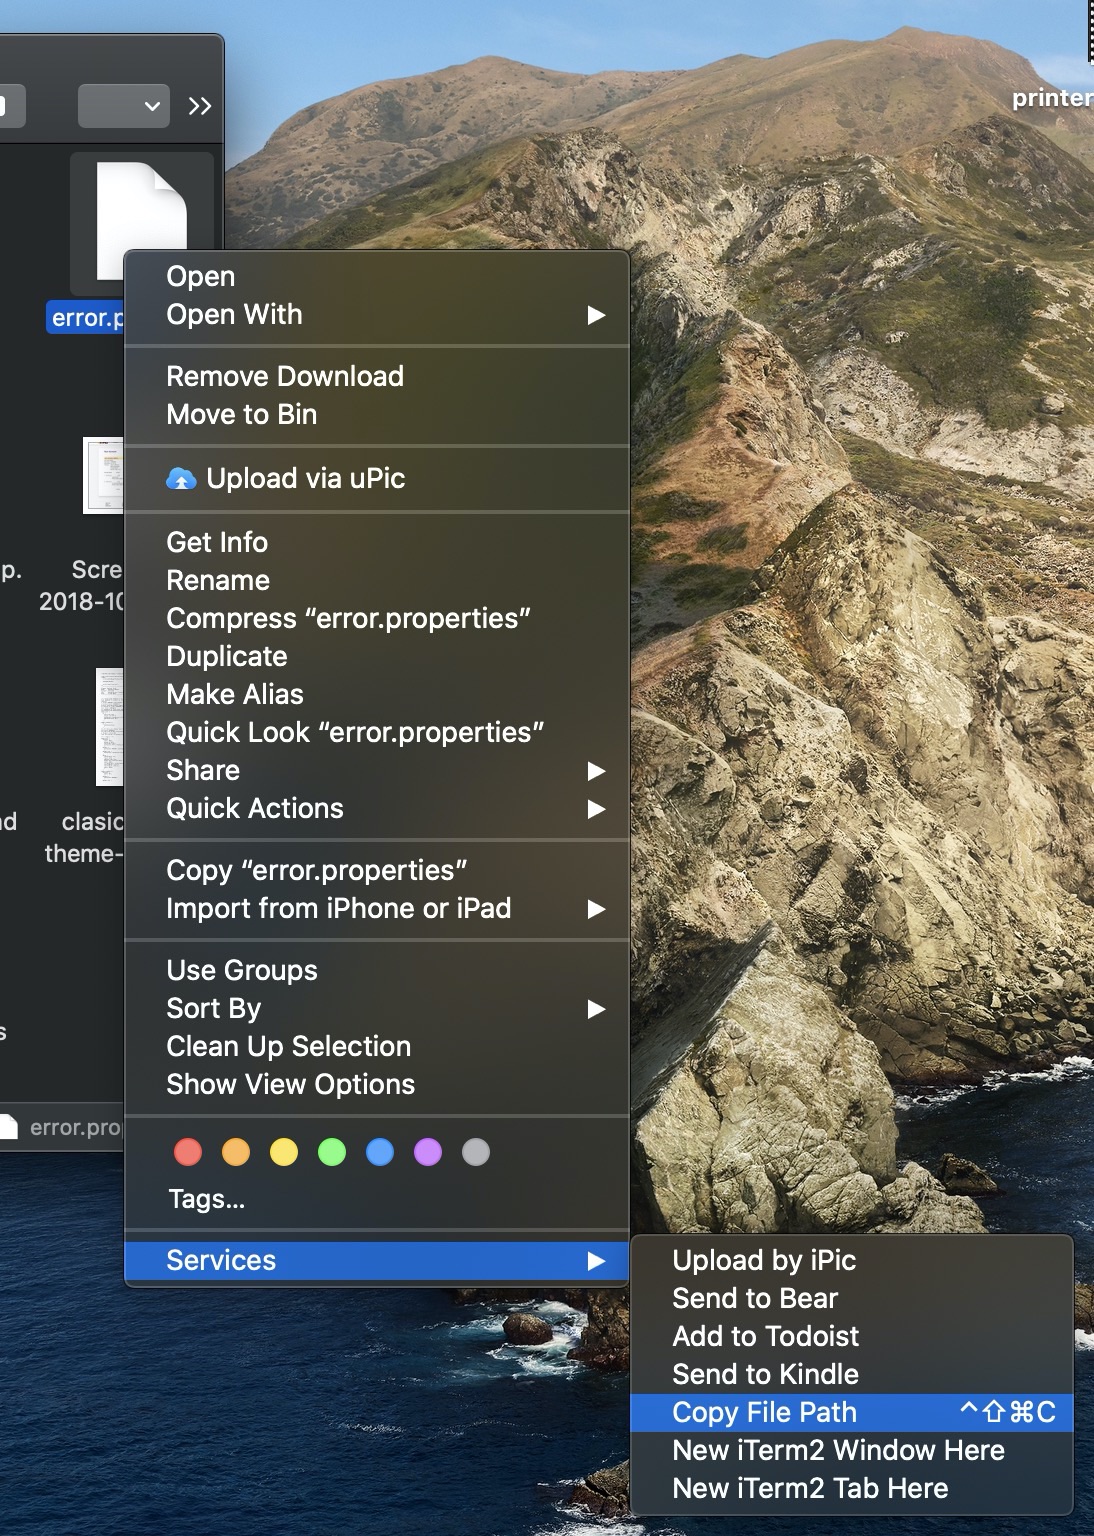 printer
error.p
Open
Open With
Remove Download
Move to Bin
Upload via uPic
Get Info
Rename
Compress “error.properties”
Duplicate
Make Alias
Quick Look “error.properties”
Share
Quick Actions
Copy “error.properties”
Import from iPhone or iPad
Use Groups
Sort By
Clean Up Selection
Show View Options
Tags...
Services
p.
Scre
2018-10
nd
clasic
theme-
s
error.prop
Upload by iPic
Send to Bear
Add to Todoist
Send to Kindle
Copy File Path ^⇧⌘C
New iTerm2 Window Here
New iTerm2 Tab Here